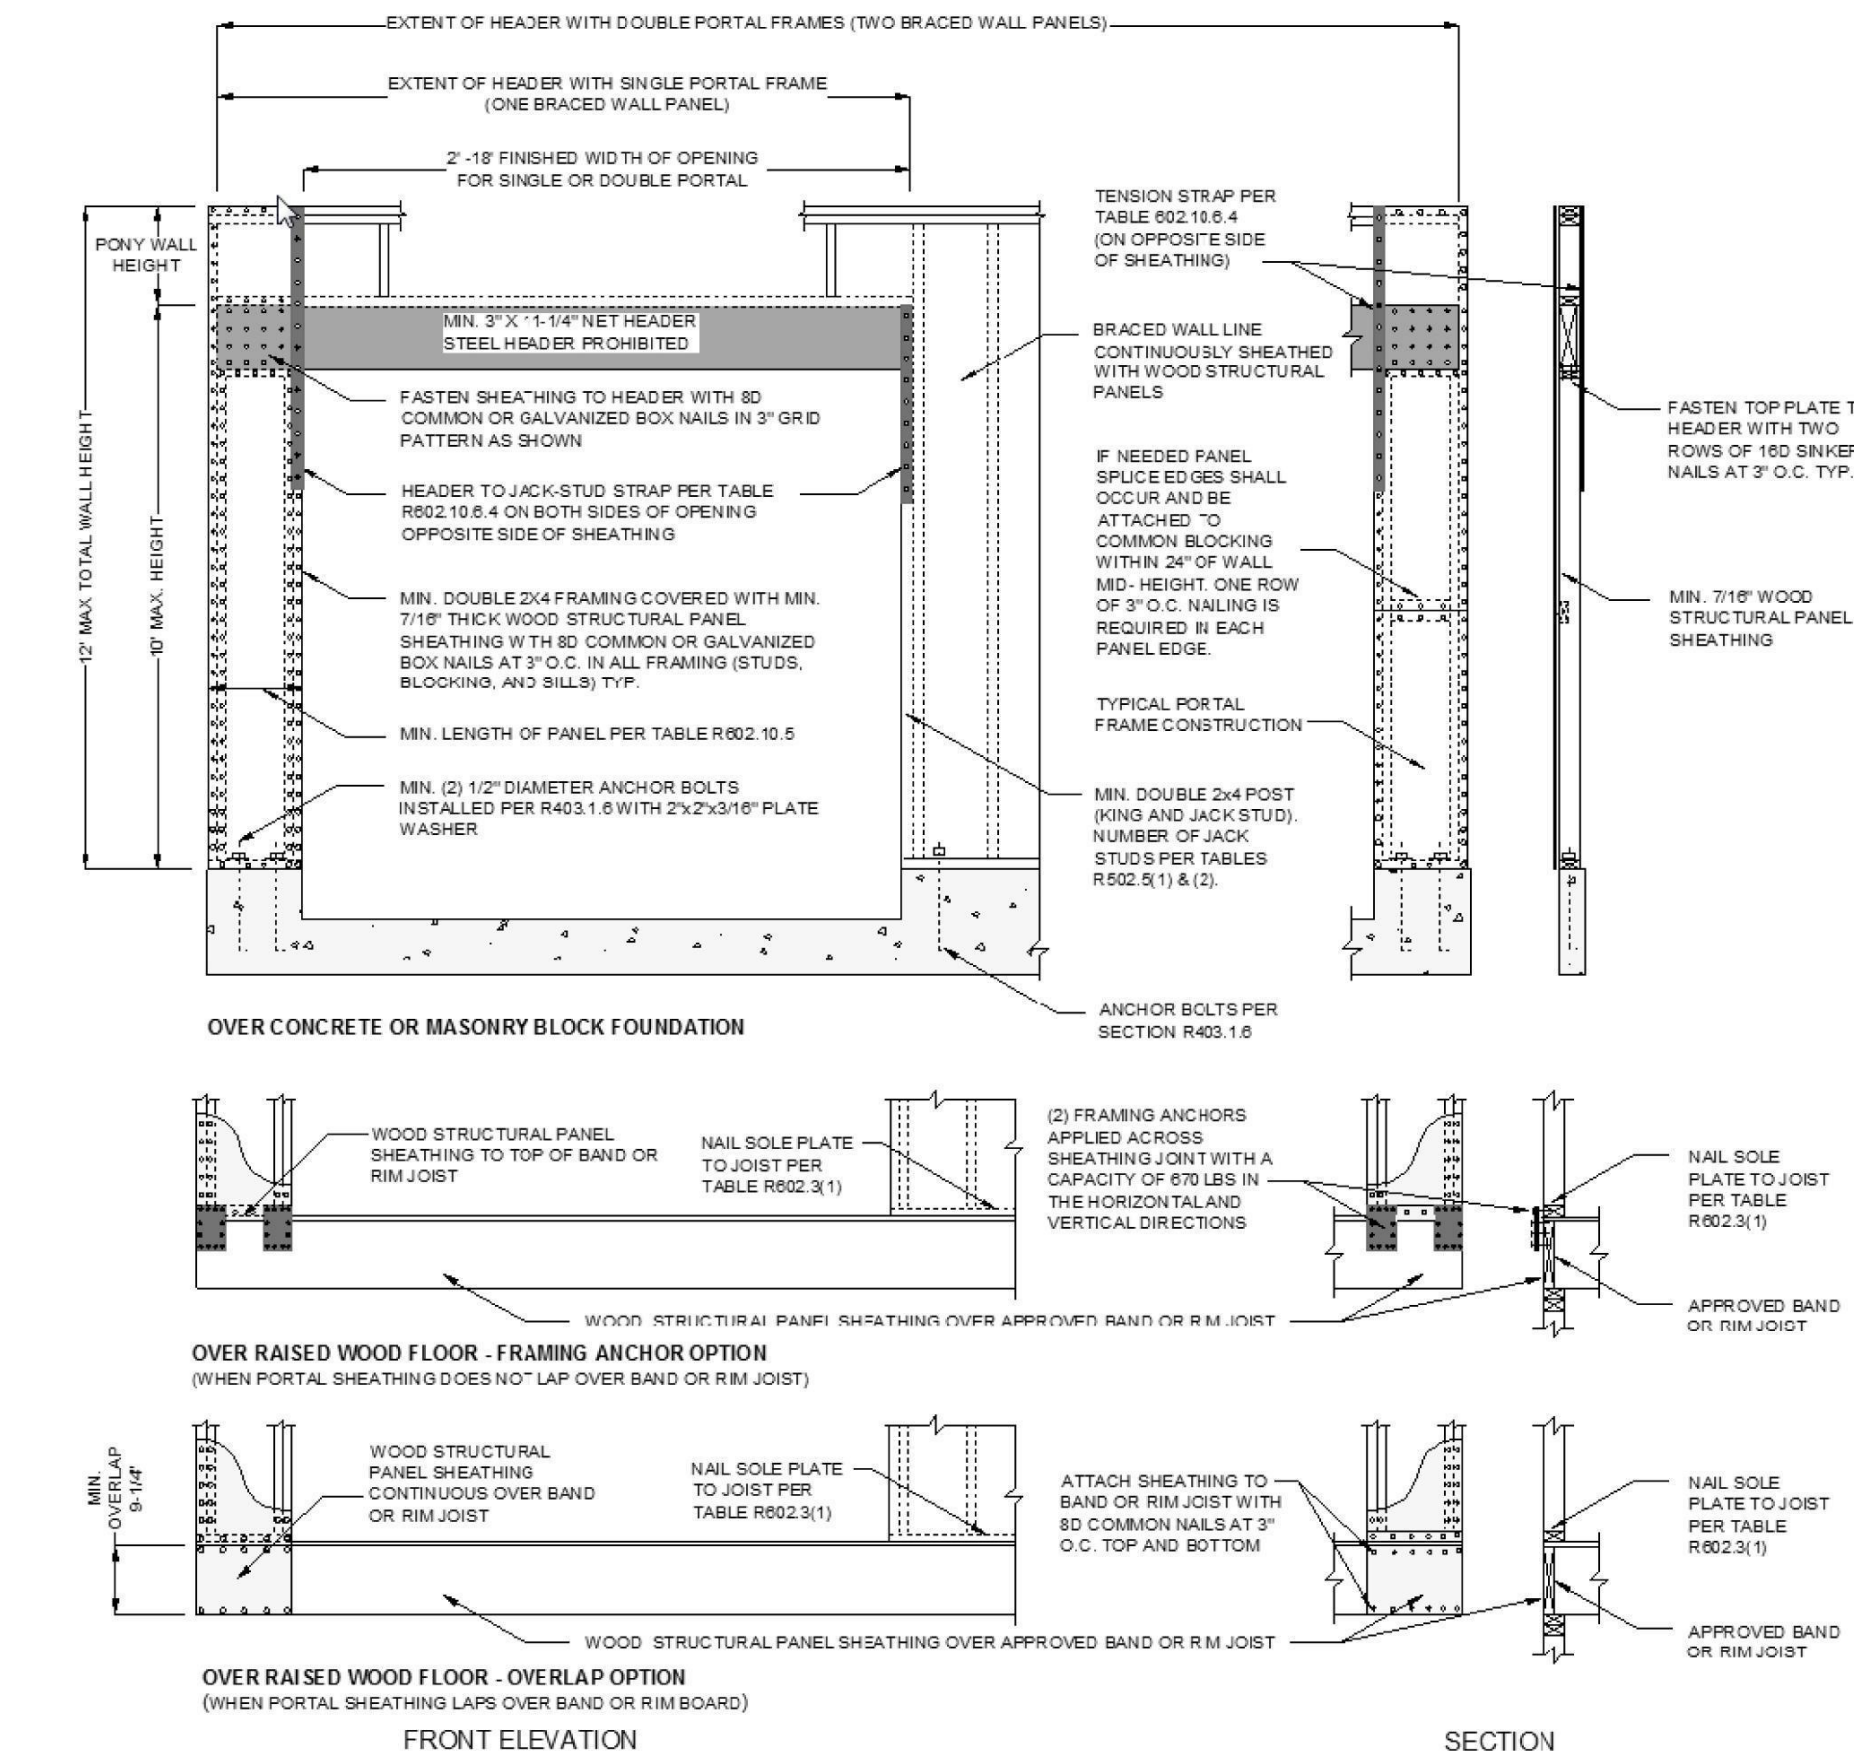 EXTENT OF HEADER WITH DOUBLE PORTAL FRAMES (TWO BRACED WALL PANELS)
EXTENT OF HEADER WITH SINGLE PORTAL FRAME
(ONE BRACED WALL PANEL)
2' -18' FINISHED WIDTH OF OPENING
FOR SINGLE OR DOUBLE PORTAL
PONY WALL
HEIGHT
12' MAX TOTAL WALL HEIGHT
10' MAX. HEIGHT
MIN. 3" X 11-1/4" NET HEADER
STEEL HEADER PROHIBITED
FASTEN SHEATHING TO HEADER WITH 8D
COMMON OR GALVANIZED BOX NAILS IN 3" GRID
PATTERN AS SHOWN
HEADER TO JACK-STUD STRAP PER TABLE
R602.10.6.4 ON BOTH SIDES OF OPENING
OPPOSITE SIDE OF SHEATHING
MIN. DOUBLE 2X4 FRAMING COVERED WITH MIN.
7/16" THICK WOOD STRUCTURAL PANEL
SHEATHING WITH 8D COMMON OR GALVANIZED
BOX NAILS AT 3" O.C. IN ALL FRAMING (STUDS,
BLOCKING, AND SILLS) TYP.
MIN. LENGTH OF PANEL PER TABLE R602.10.5
MIN. (2) 1/2" DIAMETER ANCHOR BOLTS
INSTALLED PER R403.1.6 WITH 2"x2"x3/16" PLATE
WASHER
TENSION STRAP PER
TABLE 602.10.6.4
(ON OPPOSITE SIDE
OF SHEATHING)
BRACED WALL LINE
CONTINUOUSLY SHEATHED
WITH WOOD STRUCTURAL
PANELS
IF NEEDED PANEL
SPLICE EDGES SHALL
OCCUR AND BE
ATTACHED TO
COMMON BLOCKING
WITHIN 24" OF WALL
MID- HEIGHT. ONE ROW
OF 3" O.C. NAILING IS
REQUIRED IN EACH
PANEL EDGE.
TYPICAL PORTAL
FRAME CONSTRUCTION
MIN. DOUBLE 2x4 POST
(KING AND JACK STUD).
NUMBER OF JACK
STUDS PER TABLES
R502.5(1) & (2).
FASTEN TOP PLATE T
HEADER WITH TWO
ROWS OF 16D SINKER
NAILS AT 3" O.C. TYP.
MIN. 7/16" WOOD
STRUCTURAL PANEL
SHEATHING
ANCHOR BOLTS PER
SECTION R403.1.6
OVER CONCRETE OR MASONRY BLOCK FOUNDATION
WOOD STRUCTURAL PANEL
SHEATHING TO TOP OF BAND OR
RIM JOIST
NAIL SOLE PLATE
TO JOIST PER
TABLE R602.3(1)
(2) FRAMING ANCHORS
APPLIED ACROSS
SHEATHING JOINT WITH A
CAPACITY OF 670 LBS IN
THE HORIZONTAL AND
VERTICAL DIRECTIONS
NAIL SOLE
PLATE TO JOIST
PER TABLE
R602.3(1)
APPROVED BAND
OR RIM JOIST
WOOD STRUCTURAL PANEL SHEATHING OVER APPROVED BAND OR RIM JOIST
OVER RAISED WOOD FLOOR - FRAMING ANCHOR OPTION
(WHEN PORTAL SHEATHING DOES NOT LAP OVER BAND OR RIM JOIST)
MIN.
OVERLAP
9-1/4"
WOOD STRUCTURAL
PANEL SHEATHING
CONTINUOUS OVER BAND
OR RIM JOIST
NAIL SOLE PLATE
TO JOIST PER
TABLE R602.3(1)
ATTACH SHEATHING TO
BAND OR RIM JOIST WITH
8D COMMON NAILS AT 3"
O.C. TOP AND BOTTOM
NAIL SOLE
PLATE TO JOIST
PER TABLE
R602.3(1)
APPROVED BAND
OR RIM JOIST
WOOD STRUCTURAL PANEL SHEATHING OVER APPROVED BAND OR RIM JOIST
OVER RAISED WOOD FLOOR - OVERLAP OPTION
(WHEN PORTAL SHEATHING LAPS OVER BAND OR RIM BOARD)
FRONT ELEVATION
SECTION